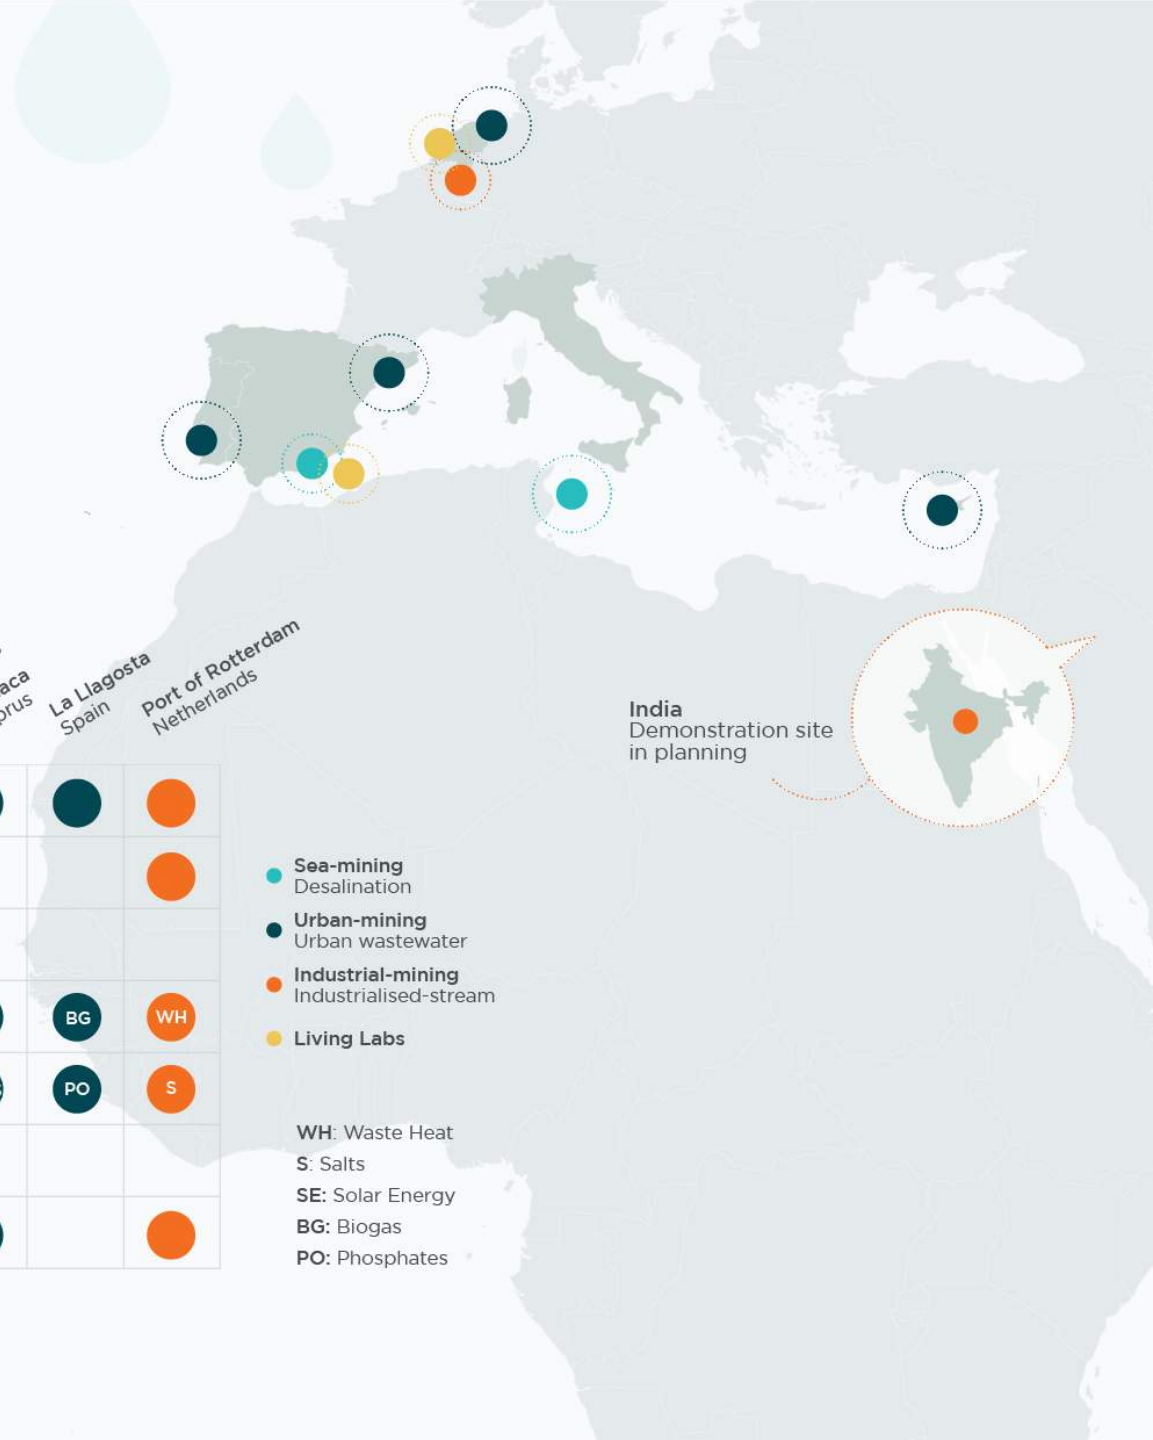 Port of Rotterdam
Netherlands
La Llagosta
Spain
India
Demonstration site
in planning
Sea-mining
Desalination
Urban-mining
Urban wastewater
BG
WH
Industrial-mining
Industrialised-stream
Living Labs
PO
S
WH: Waste Heat
S: Salts
SE: Solar Energy
BG: Biogas
PO: Phosphates